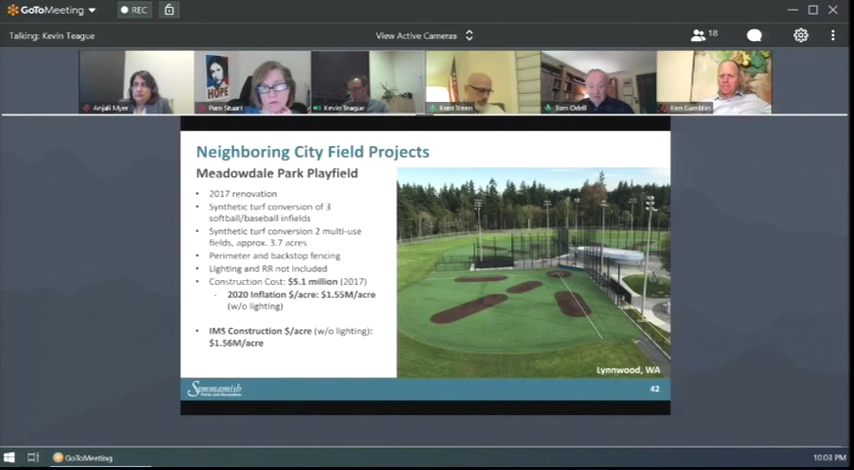 GoToMeeting
REC
Talking: Kevin Teague
View Active Cameras
18
HOPE
Anjali Myer
Pam Stuart
Kevin Teague
Kent Treen
Tom Odell
Ken Gamblin
Neighboring City Field Projects
Meadowdale Park Playfield
• 2017 renovation
• Synthetic turf conversion of 3
softball/baseball infields
• Synthetic turf conversion 2 multi-use
fields, approx. 3.7 acres
• Perimeter and backstop fencing
• Lighting and RR not included
• Construction Cost: $5.1 million (2017)
- 2020 Inflation $/acre: $1.55M/acre
(w/o lighting)
• IMS Construction $/acre (w/o lighting):
$1.56M/acre
Lynnwood, WA
Sammamish
Parks and Recreation
42
GoToMeeting
10:03 PM